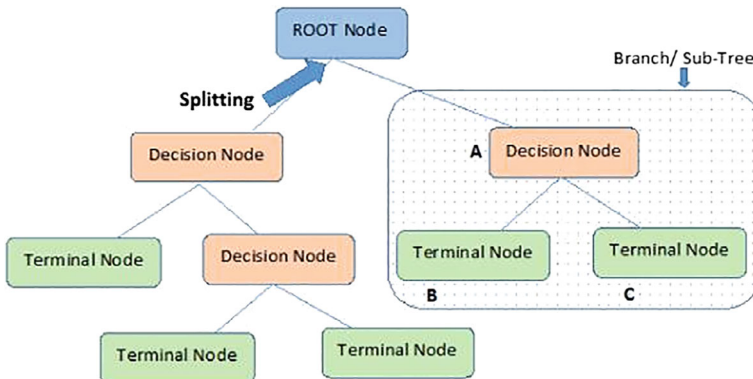 ROOT Node
Branch/ Sub-Tree
Splitting
Decision Node
A
Decision Node
Terminal Node
Decision Node
Terminal Node
Terminal Node
B
C
Terminal Node
Terminal Node